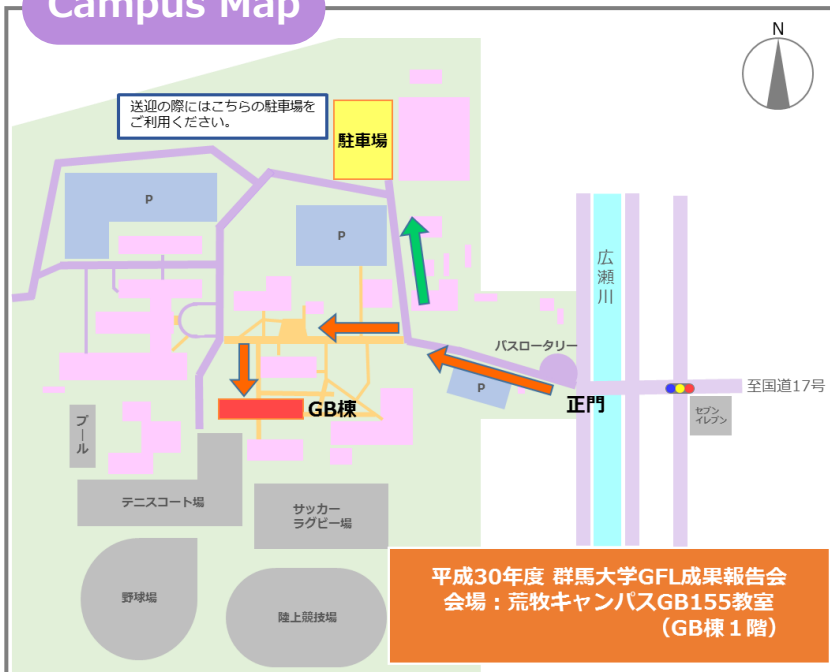 Campus Map
N
送迎の際にはこちらの駐車場を
ご利用ください。
駐車場
P
P
広瀬川
バスロータリー
至国道17号
P
正門
セブン
イレブン
GB棟
プール
テニスコート場
サッカー
ラグビー場
野球場
陸上競技場
平成30年度 群馬大学GFL成果報告会
会場：荒牧キャンパスGB155教室
（GB棟１階）